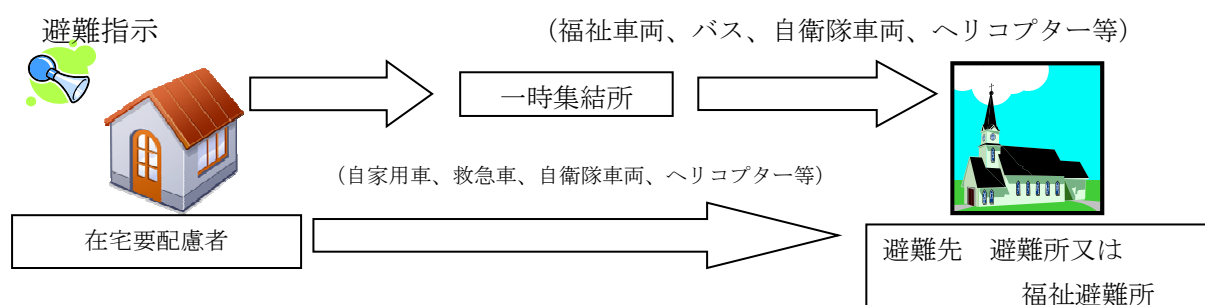 避難指示
（福祉車両、バス、自衛隊車両、ヘリコプター等）
一時集結所
（自家用車、救急車、自衛隊車両、ヘリコプター等）
在宅要配慮者
避難先　避難所又は
福祉避難所